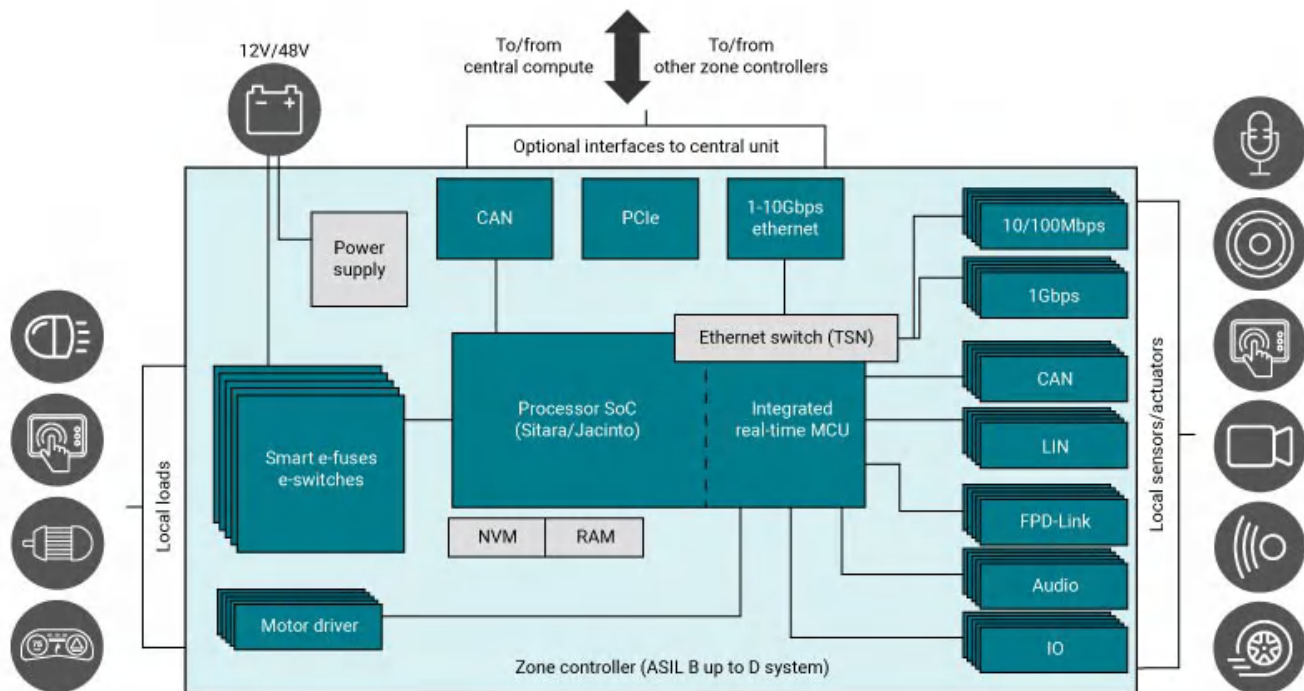 12V/48V
To/from
central compute
To/from
other zone controllers
Optional interfaces to central unit
CAN
PCIe
1-10Gbps
ethernet
Power
supply
10/100Mbps
1Gbps
Ethernet switch (TSN)
CAN
Processor SoC
(Sitara/Jacinto)
Integrated
real-time MCU
LIN
Smart e-fuses
e-switches
FPD-Link
NVM
RAM
Audio
Motor driver
IO
Zone controller (ASIL B up to D system)
Local loads
Local sensors/actuators